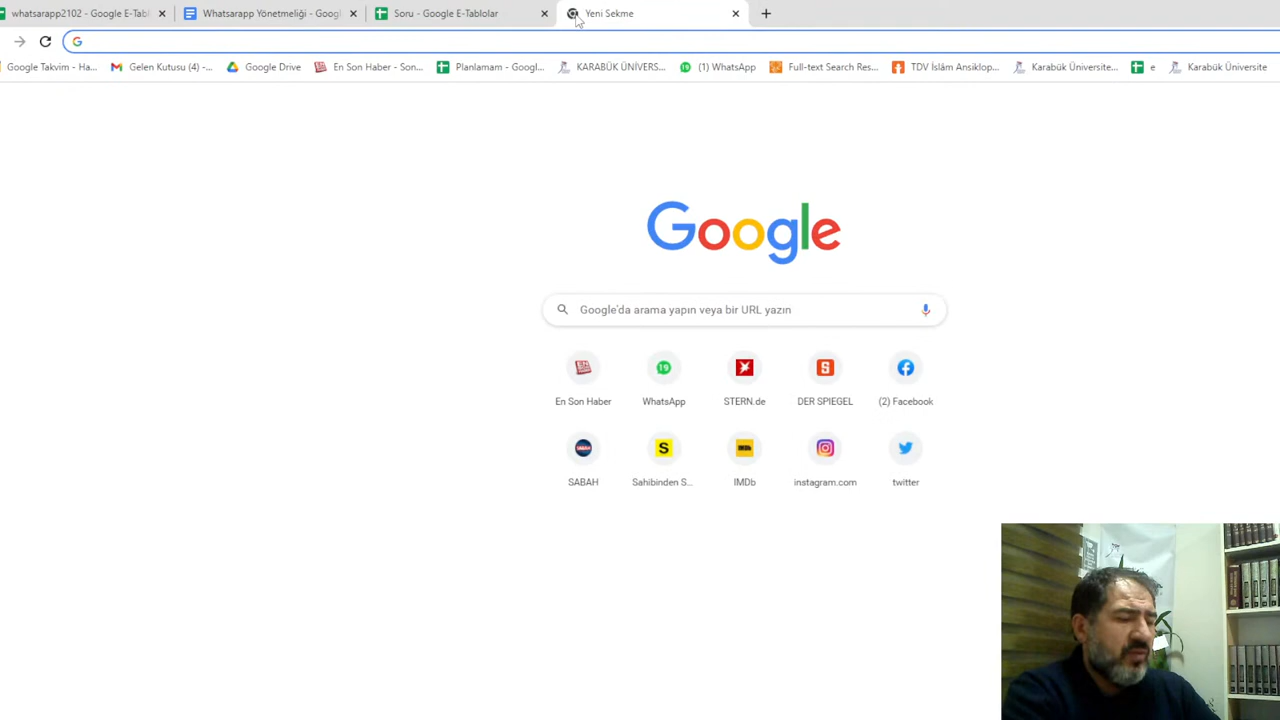 whatsarapp2102 - Google E-Tabl
Whatsarapp Yönetmeliği - Googl
Soru - Google E-Tablolar
Yeni Sekme
Google Takvim - Ha...
Gelen Kutusu (4) -...
Google Drive
En Son Haber - Son...
Planlamam - Googl...
KARABÜK ÜNİVERS...
(1) WhatsApp
Full-text Search Res...
TDV İslâm Ansiklop...
Karabük Üniversite...
e
Karabük Üniversite
Google
Google'da arama yapın veya bir URL yazın
19
S
En Son Haber
WhatsApp
STERN.de
DER SPIEGEL
(2) Facebook
SABAH
S
IMDb
SABAH
Sahibinden S...
IMDb
instagram.com
twitter